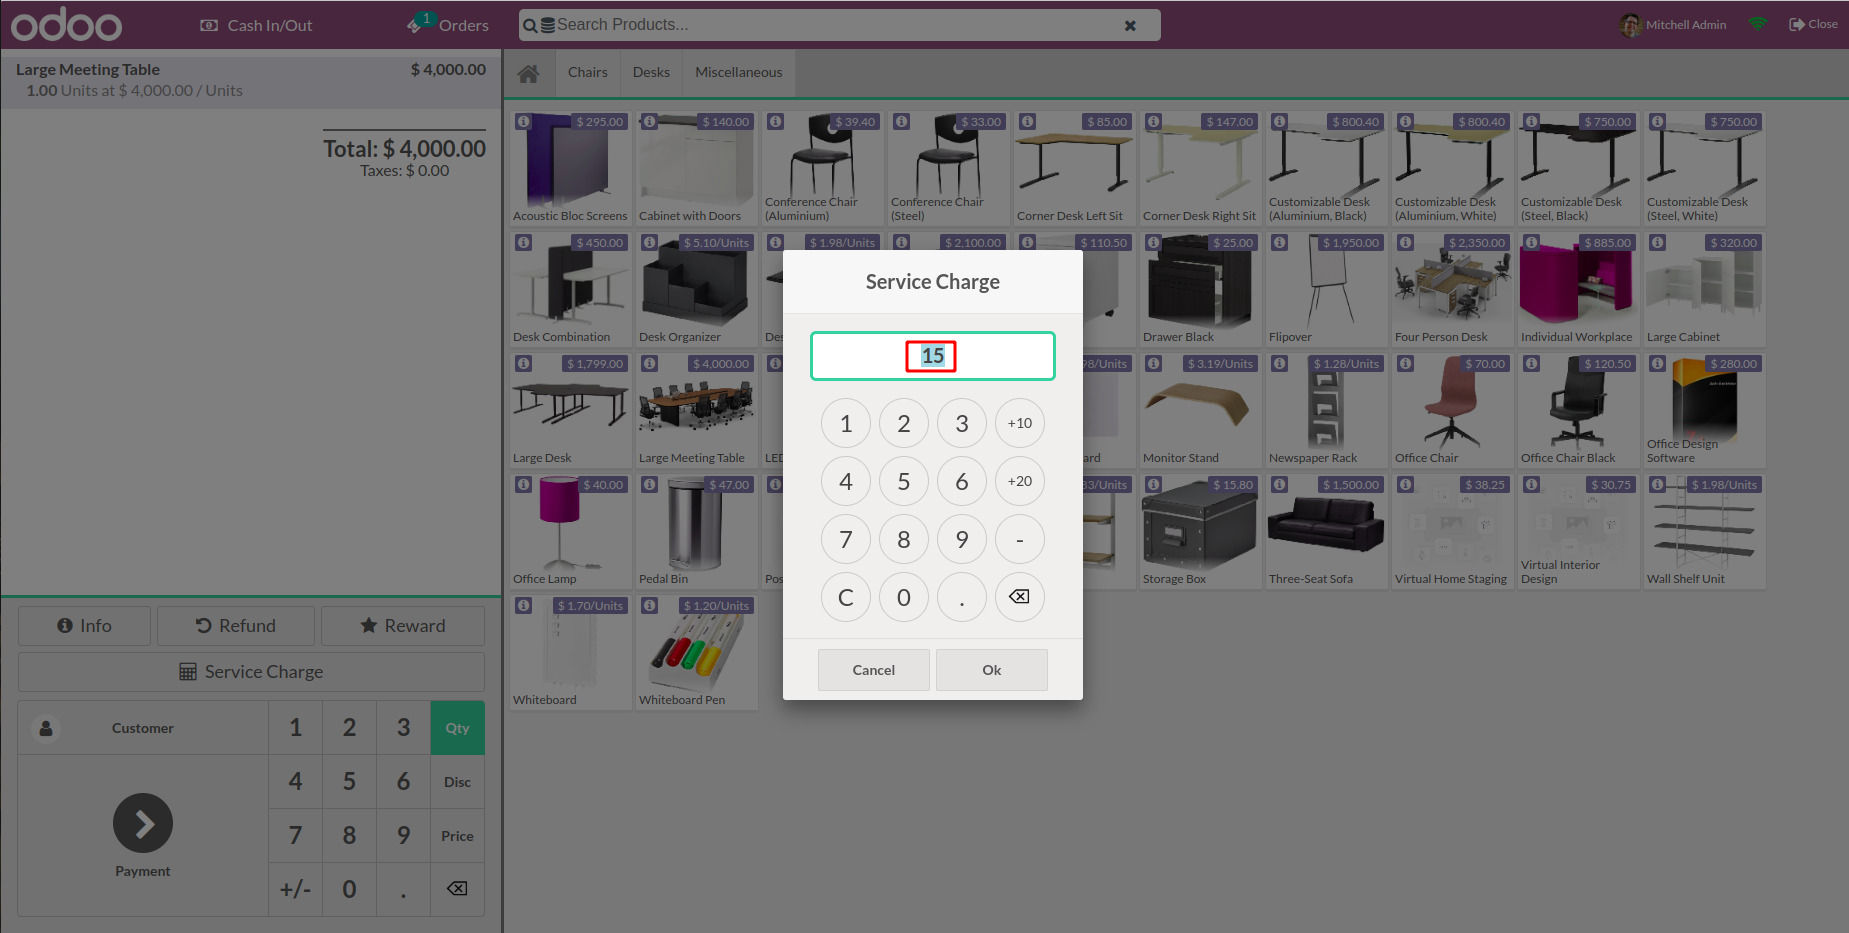 odoo
Cash In/Out
1
Orders
Search Products...
Mitchell Admin
Close
Large Meeting Table
$ 4,000.00
1.00 Units at $ 4,000.00 / Units
Total: $ 4,000.00
Taxes: $ 0.00
Info
Refund
Reward
Service Charge
Customer
1
2
3
Qty
4
5
6
Disc
7
8
9
Price
Payment
+/-
0
.
Chairs
Desks
Miscellaneous
$ 295.00
Acoustic Bloc Screens
$ 140.00
Cabinet with Doors
$ 39.40
Conference Chair
(Aluminium)
$ 33.00
Conference Chair
(Steel)
$ 85.00
Corner Desk Left Sit
$ 147.00
Corner Desk Right Sit
$ 800.40
Customizable Desk
(Aluminium, Black)
$ 800.40
Customizable Desk
(Aluminium, White)
$ 750.00
Customizable Desk
(Steel, Black)
$ 750.00
Customizable Desk
(Steel, White)
$ 450.00
Desk Combination
$ 5.10/Units
Desk Organizer
$ 1.98/Units
$ 2,100.00
$ 110.50
$ 25.00
Drawer Black
$ 1,950.00
Flipover
$ 2,350.00
Four Person Desk
$ 885.00
Individual Workplace
$ 320.00
Large Cabinet
$ 1,799.00
Large Desk
$ 4,000.00
Large Meeting Table
$ 3.19/Units
Monitor Stand
$ 1.28/Units
Newspaper Rack
$ 70.00
Office Chair
$ 120.50
Office Chair Black
$ 280.00
Office Design
Software
$ 40.00
Office Lamp
$ 47.00
Pedal Bin
$ 15.80
Storage Box
$ 1,500.00
Three-Seat Sofa
$ 38.25
Virtual Home Staging
$ 30.75
Virtual Interior
Design
$ 1.98/Units
Wall Shelf Unit
$ 1.70/Units
Whiteboard
$ 1.20/Units
Whiteboard Pen
Service Charge
15
1
2
3
+10
4
5
6
+20
7
8
9
-
C
0
.
Cancel
Ok